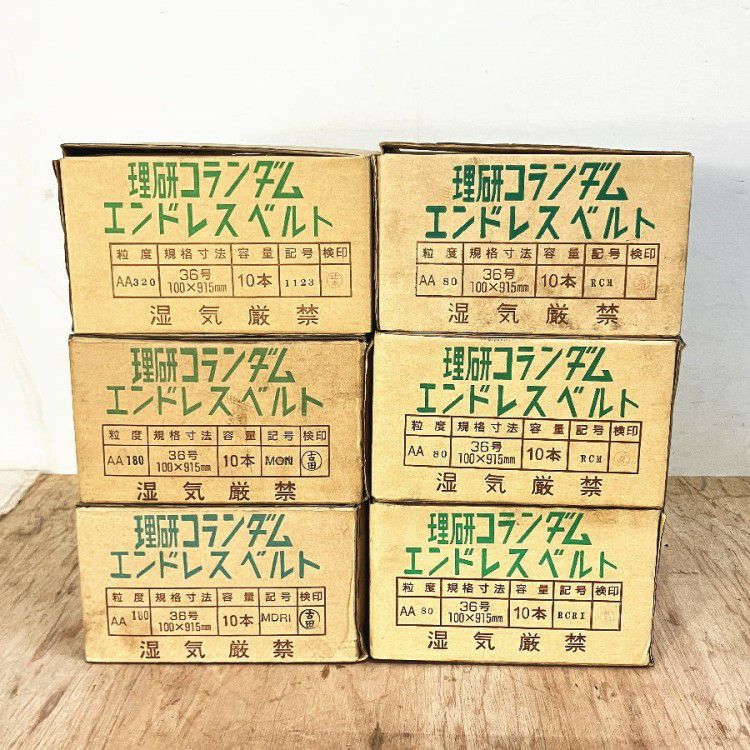 理研コランダム
エンドレスベルト
粒度 規格寸法 容量 記号 検印
AA320 36号 100×915mm 10本 1123
湿気厳禁
理研コランダム
エンドレスベルト
粒度 規格寸法 容量 記号 検印
AA 80 36号 100×915mm 10本 RCM
湿気厳禁
理研コランダム
エンドレスベルト
粒度 規格寸法 容量 記号 検印
AA 180 36号 100×915mm 10本 吉田
湿気厳禁
理研コランダム
エンドレスベルト
粒度 規格寸法 容量 記号 検印
AA 80 36号 100×915mm 10本 RCM
湿気厳禁
理研コランダム
エンドレスベルト
粒度 規格寸法 容量 記号 検印
AA 180 36号 100×915mm 10本 MDRI 吉田
湿気厳禁
理研コランダム
エンドレスベルト
粒度 規格寸法 容量 記号 検印
AA 80 36号 100×915mm 10本 RCRI
湿気厳禁